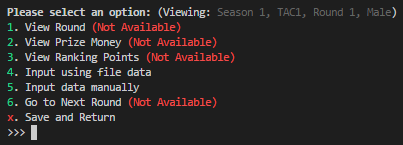 Please select an option: (Viewing: Season 1, TAC1, Round 1, Male)
1. View Round (Not Available)
2. View Prize Money (Not Available)
3. View Ranking Points (Not Available)
4. Input using file data
5. Input data manually
6. Go to Next Round (Not Available)
x. Save and Return
>>>